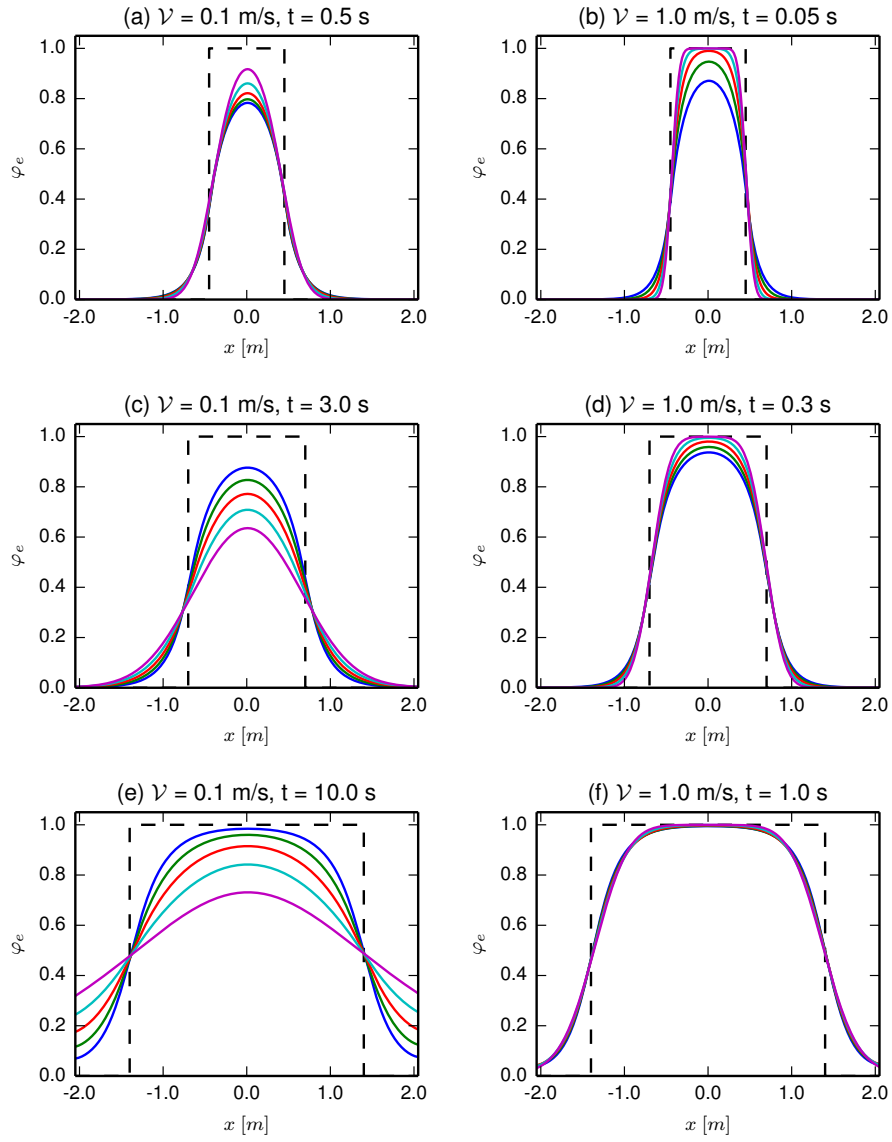 (a) 𝒱 = 0.1 m/s, t = 0.5 s
(b) 𝒱 = 1.0 m/s, t = 0.05 s
1.0
0.8
0.6
0.4
0.2
0.0
φₑ
-2.0 -1.0 0.0 1.0 2.0
x [m]
1.0
0.8
0.6
0.4
0.2
0.0
φₑ
-2.0 -1.0 0.0 1.0 2.0
x [m]
(c) 𝒱 = 0.1 m/s, t = 3.0 s
(d) 𝒱 = 1.0 m/s, t = 0.3 s
1.0
0.8
0.6
0.4
0.2
0.0
φₑ
-2.0 -1.0 0.0 1.0 2.0
x [m]
1.0
0.8
0.6
0.4
0.2
0.0
φₑ
-2.0 -1.0 0.0 1.0 2.0
x [m]
(e) 𝒱 = 0.1 m/s, t = 10.0 s
(f) 𝒱 = 1.0 m/s, t = 1.0 s
1.0
0.8
0.6
0.4
0.2
0.0
φₑ
-2.0 -1.0 0.0 1.0 2.0
x [m]
1.0
0.8
0.6
0.4
0.2
0.0
φₑ
-2.0 -1.0 0.0 1.0 2.0
x [m]